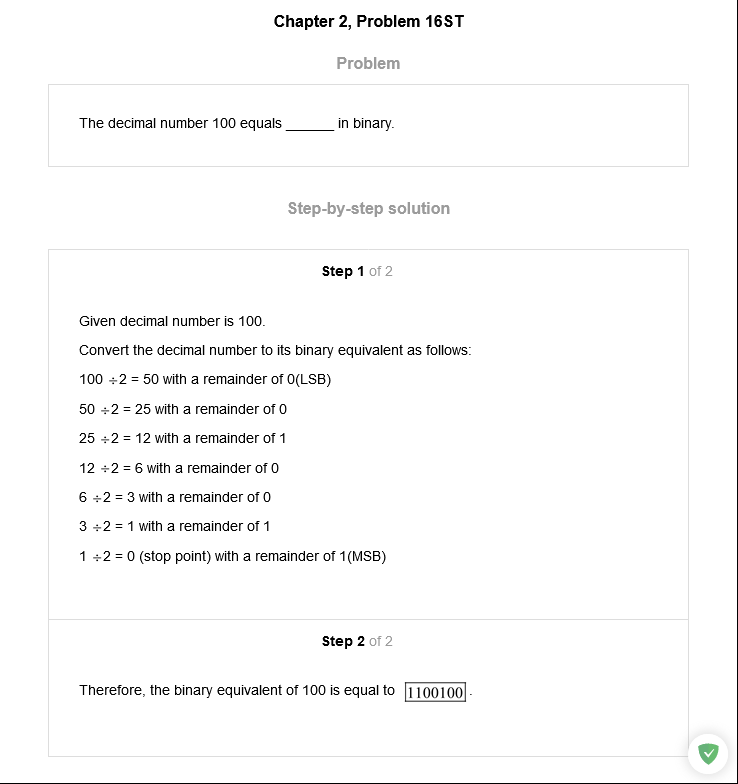 Chapter 2, Problem 16ST
Problem
The decimal number 100 equals ______ in binary.
Step-by-step solution
Step 1 of 2
Given decimal number is 100.
Convert the decimal number to its binary equivalent as follows:
100 ÷2 = 50 with a remainder of 0(LSB)
50 ÷2 = 25 with a remainder of 0
25 ÷2 = 12 with a remainder of 1
12 ÷2 = 6 with a remainder of 0
6 ÷2 = 3 with a remainder of 0
3 ÷2 = 1 with a remainder of 1
1 ÷2 = 0 (stop point) with a remainder of 1(MSB)
Step 2 of 2
Therefore, the binary equivalent of 100 is equal to 1100100.